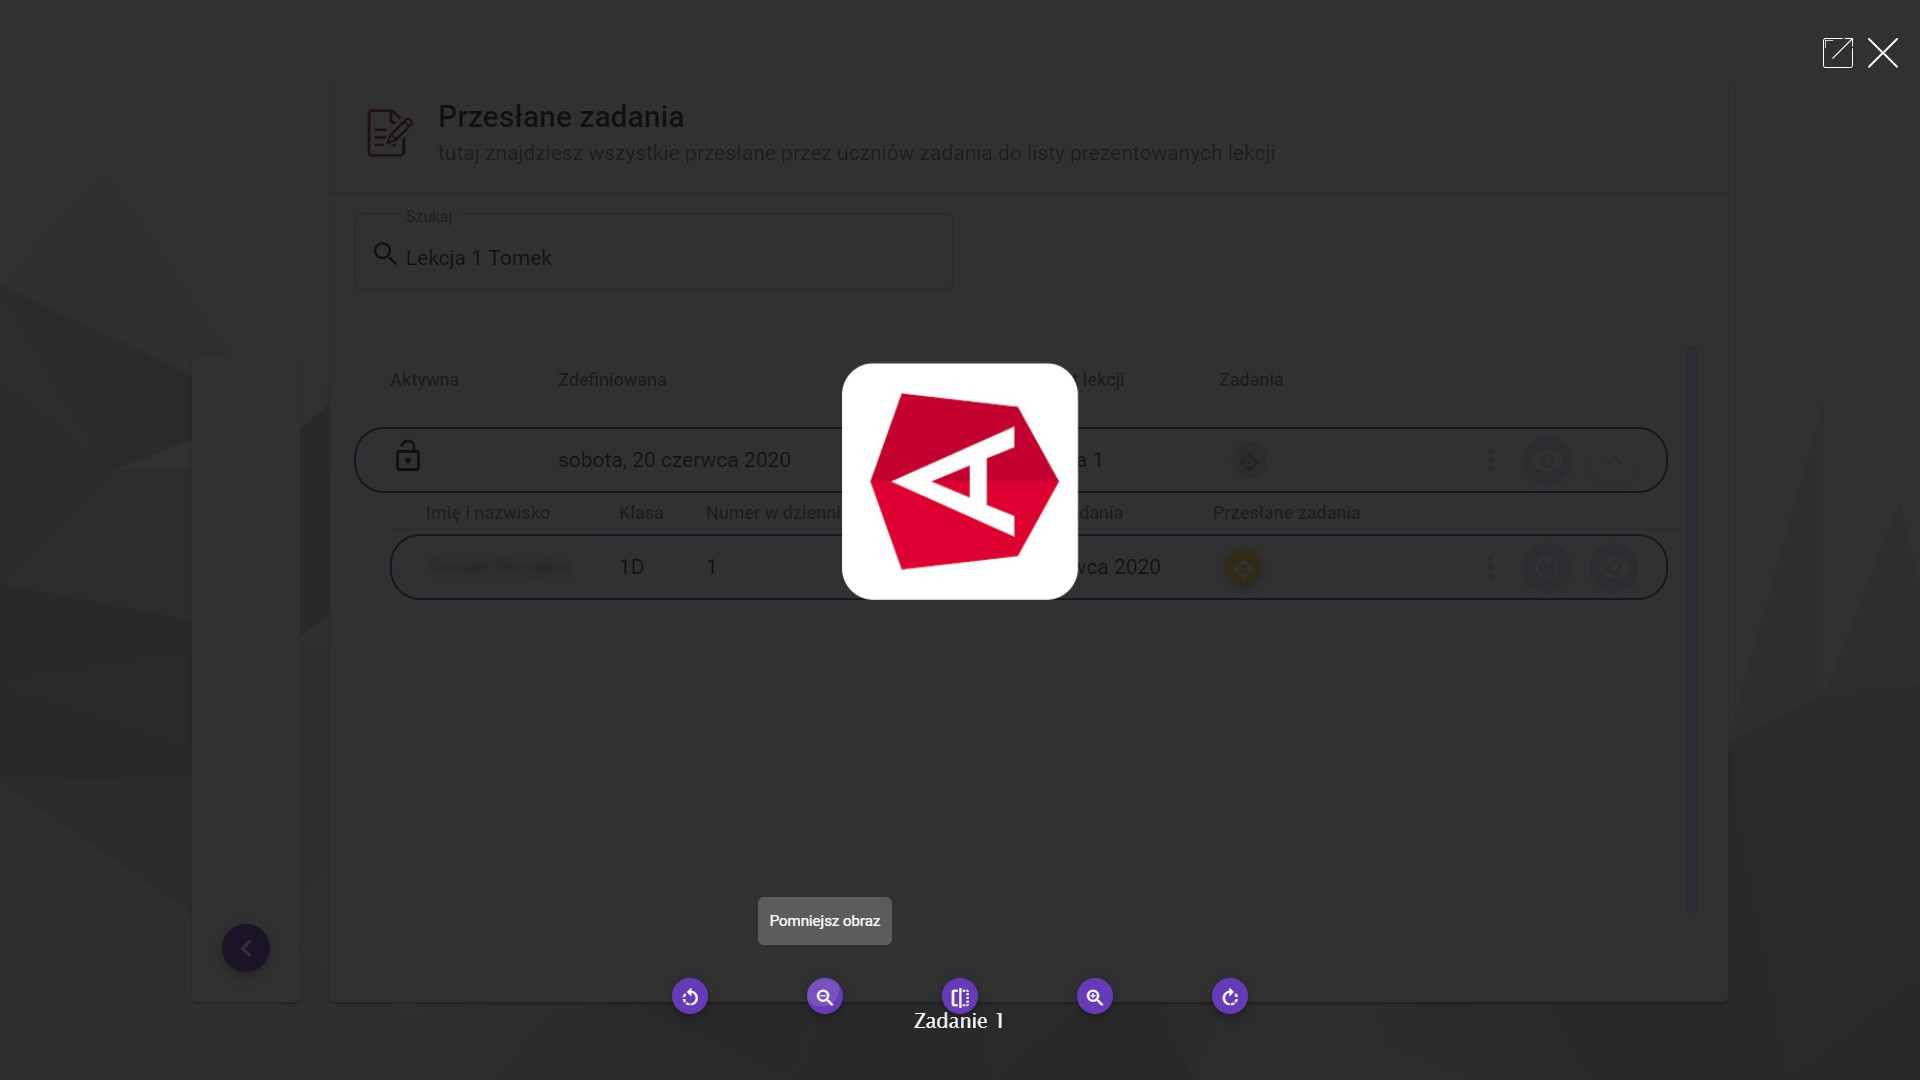 Przesłane zadania
tutaj znajdziesz wszystkie przesłane przez uczniów zadania do listy prezentowanych lekcji
Szukaj
Lekcja 1 Tomek
Aktywna Zdefiniowana lekcji Zadania
sobota, 20 czerwca 2020 a 1
Imię i nazwisko Klasa Numer w dzienni dania Przesłane zadania
1D 1 wca 2020
A
Pomniejsz obraz
Zadanie 1